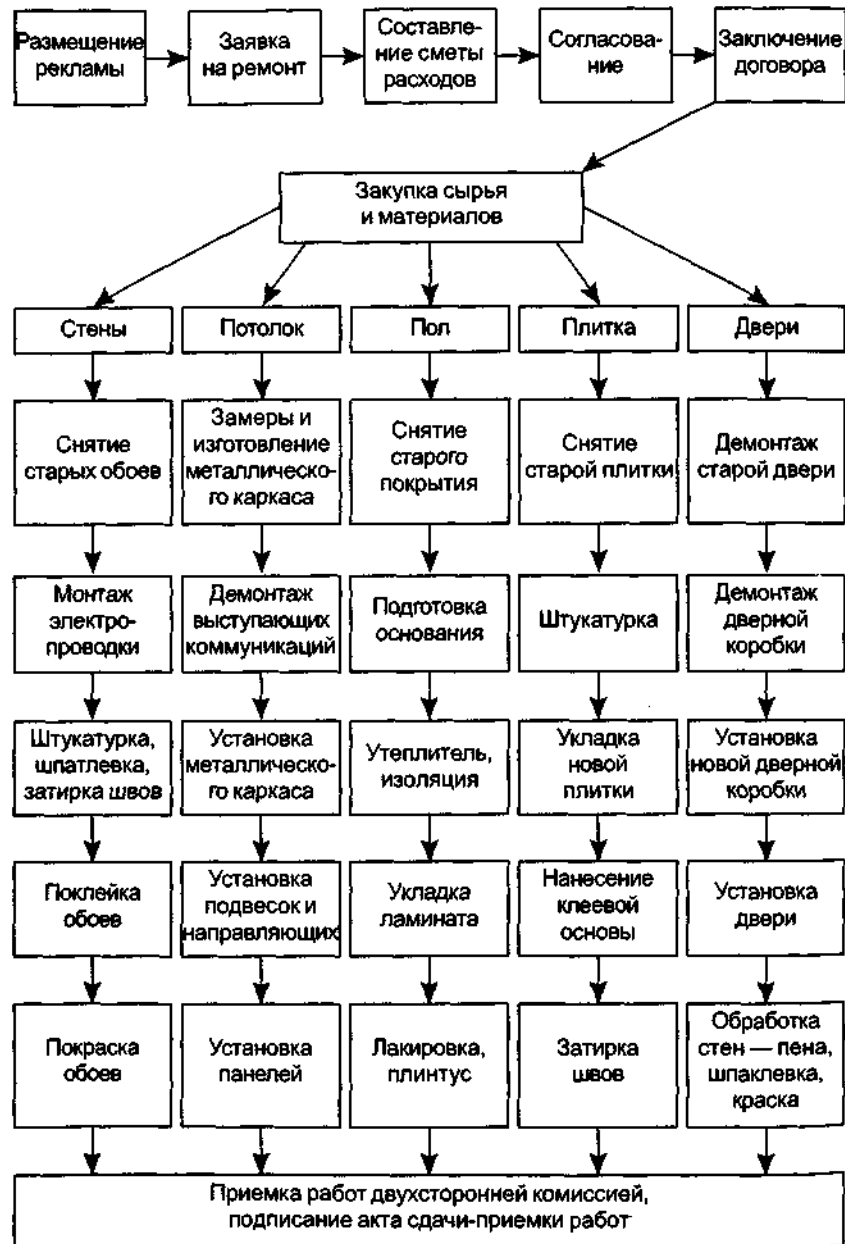 Размещение
рекламы
Заявка
на ремонт
Составле-
ние сметы
расходов
Согласова-
ние
Заключение
договора
Закупка сырья
и материалов
Стены
Потолок
Пол
Плитка
Двери
Снятие
старых обоев
Замеры и
изготовление
металлическо-
го каркаса
Снятие
старого
покрытия
Снятие
старой плитки
Демонтаж
старой двери
Монтаж
электро-
проводки
Демонтаж
выступающих
коммуникаций
Подготовка
основания
Штукатурка
Демонтаж
дверной
коробки
Штукатурка,
шпатлевка,
затирка швов
Установка
металлическо-
го каркаса
Утеплитель,
изоляция
Укладка
новой
плитки
Установка
новой дверной
коробки
Поклейка
обоев
Установка
подвесок и
направляющих
Укладка
ламината
Нанесение
клеевой
основы
Установка
двери
Покраска
обоев
Установка
панелей
Лакировка,
плинтус
Затирка
швов
Обработка
стен — пена,
шпаклевка,
краска
Приемка работ двухсторонней комиссией,
подписание акта сдачи-приемки работ